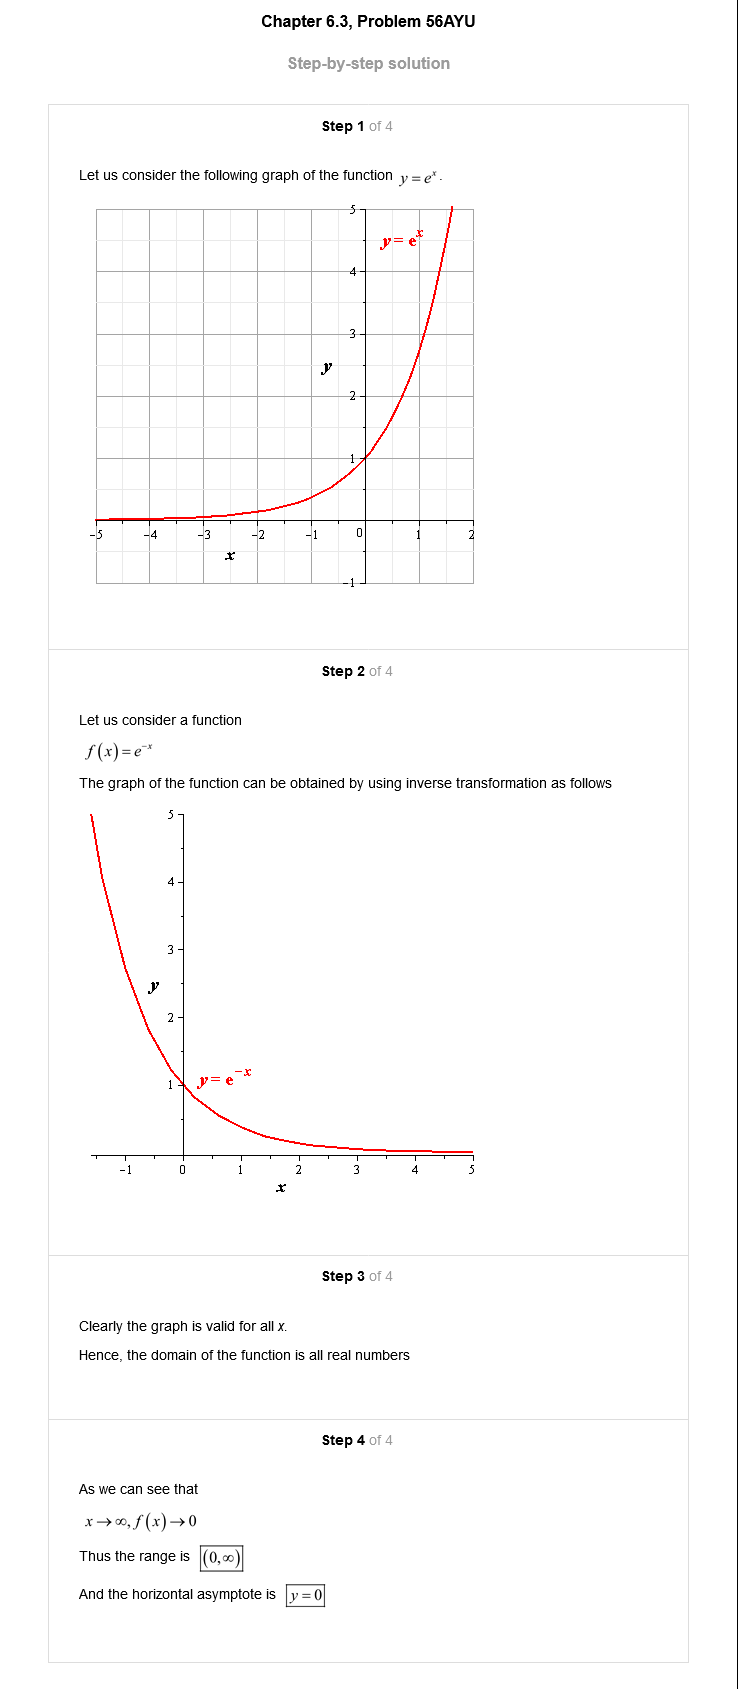 Chapter 6.3, Problem 56AYU
Step-by-step solution
Step 1 of 4
Let us consider the following graph of the function y = eˣ.
5
y= eˣ
4
3
y
2
1
-5 -4 -3 -2 -1 0 1 2
x
-1
Step 2 of 4
Let us consider a function
f(x)=e⁻ˣ
The graph of the function can be obtained by using inverse transformation as follows
5
4
3
y
2
1 y= e⁻ˣ
-1 0 1 2 3 4 5
x
Step 3 of 4
Clearly the graph is valid for all x.
Hence, the domain of the function is all real numbers
Step 4 of 4
As we can see that
x→∞, f(x)→0
Thus the range is (0,∞)
And the horizontal asymptote is y = 0